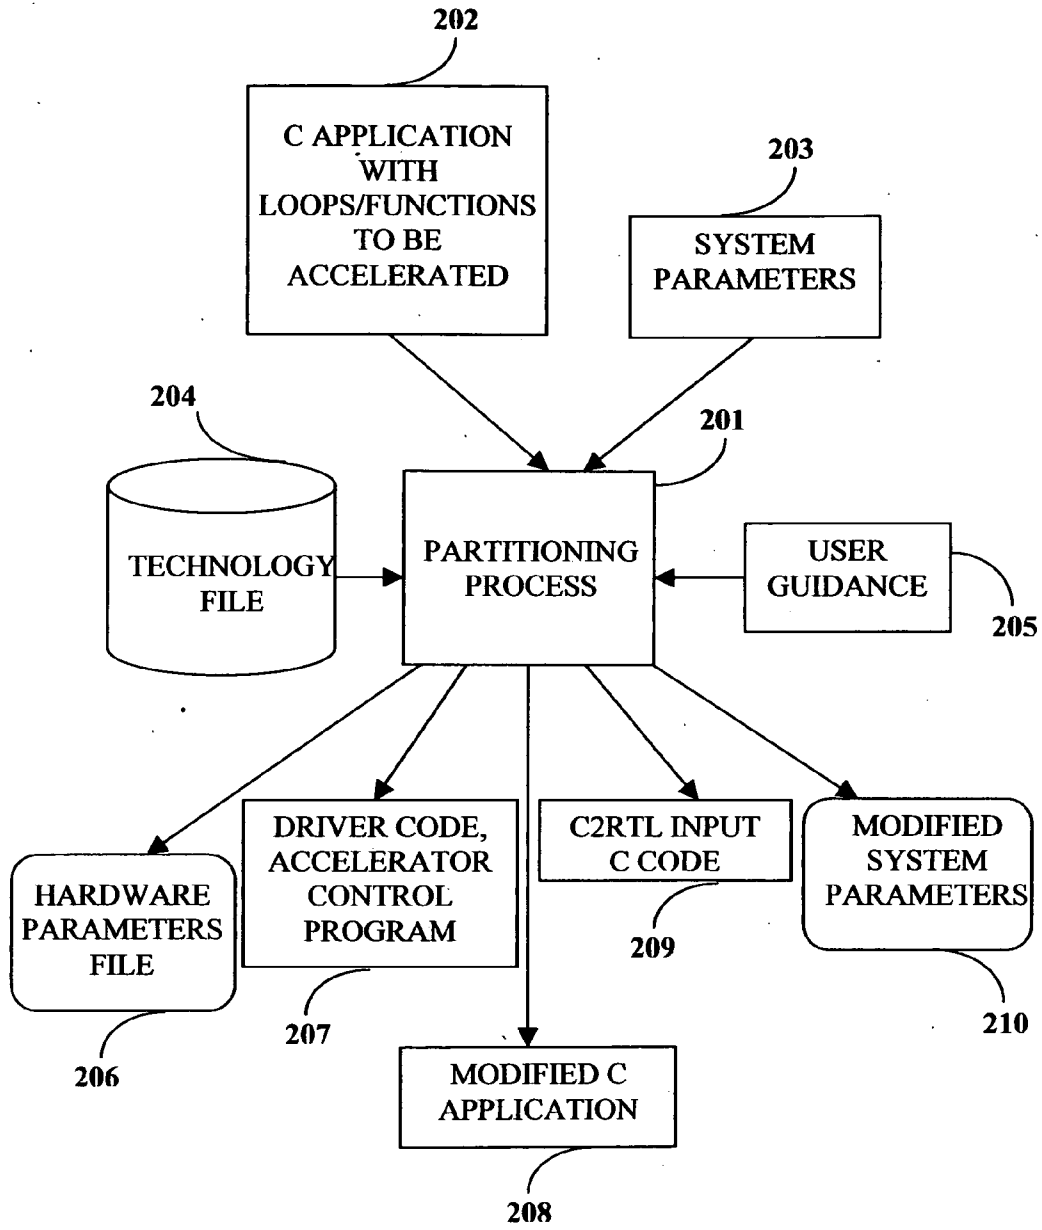 202
C APPLICATION
WITH
LOOPS/FUNCTIONS
TO BE
ACCELERATED
203
SYSTEM
PARAMETERS
204
TECHNOLOGY
FILE
201
PARTITIONING
PROCESS
USER
GUIDANCE
205
HARDWARE
PARAMETERS
FILE
206
DRIVER CODE,
ACCELERATOR
CONTROL
PROGRAM
207
MODIFIED C
APPLICATION
208
C2RTL INPUT
C CODE
209
MODIFIED
SYSTEM
PARAMETERS
210